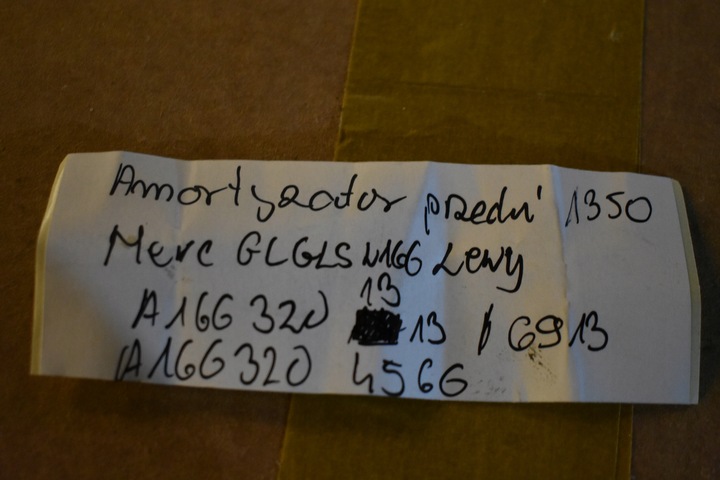 Amortyzator przedni 1350
Merc GL GLS W166 Lewy
13
A166 320 13 / 6913
A166 320 4566